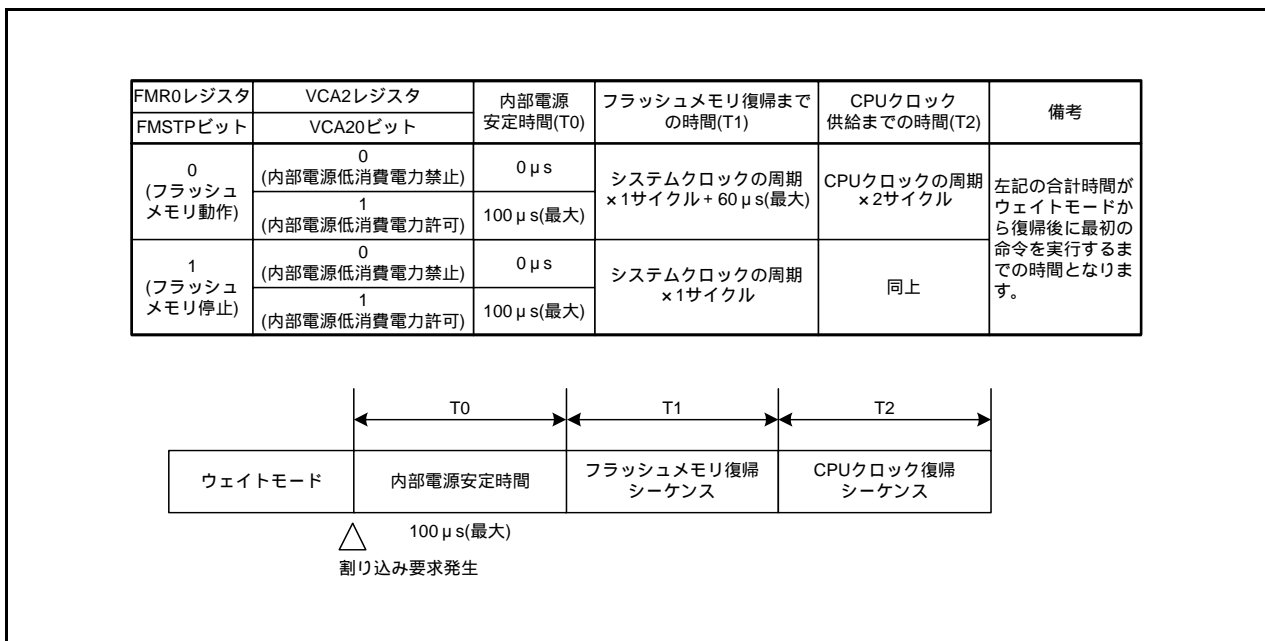 FMR0レジスタ
FMSTPビット
VCA2レジスタ
VCA20ビット
内部電源
安定時間(T0)
フラッシュメモリ復帰まで
の時間(T1)
CPUクロック
供給までの時間(T2)
備考
0
(フラッシュ
メモリ動作)
0
(内部電源低消費電力禁止)
0μs
1
(内部電源低消費電力許可)
100μs(最大)
システムクロックの周期
×1サイクル+60μs(最大)
CPUクロックの周期
×2サイクル
左記の合計時間が
ウェイトモードか
ら復帰後に最初の
命令を実行するま
での時間となりま
す。
1
(フラッシュ
メモリ停止)
0
(内部電源低消費電力禁止)
0μs
1
(内部電源低消費電力許可)
100μs(最大)
システムクロックの周期
×1サイクル
同上
T0
T1
T2
ウェイトモード
内部電源安定時間
フラッシュメモリ復帰
シーケンス
CPUクロック復帰
シーケンス
100μs(最大)
割り込み要求発生